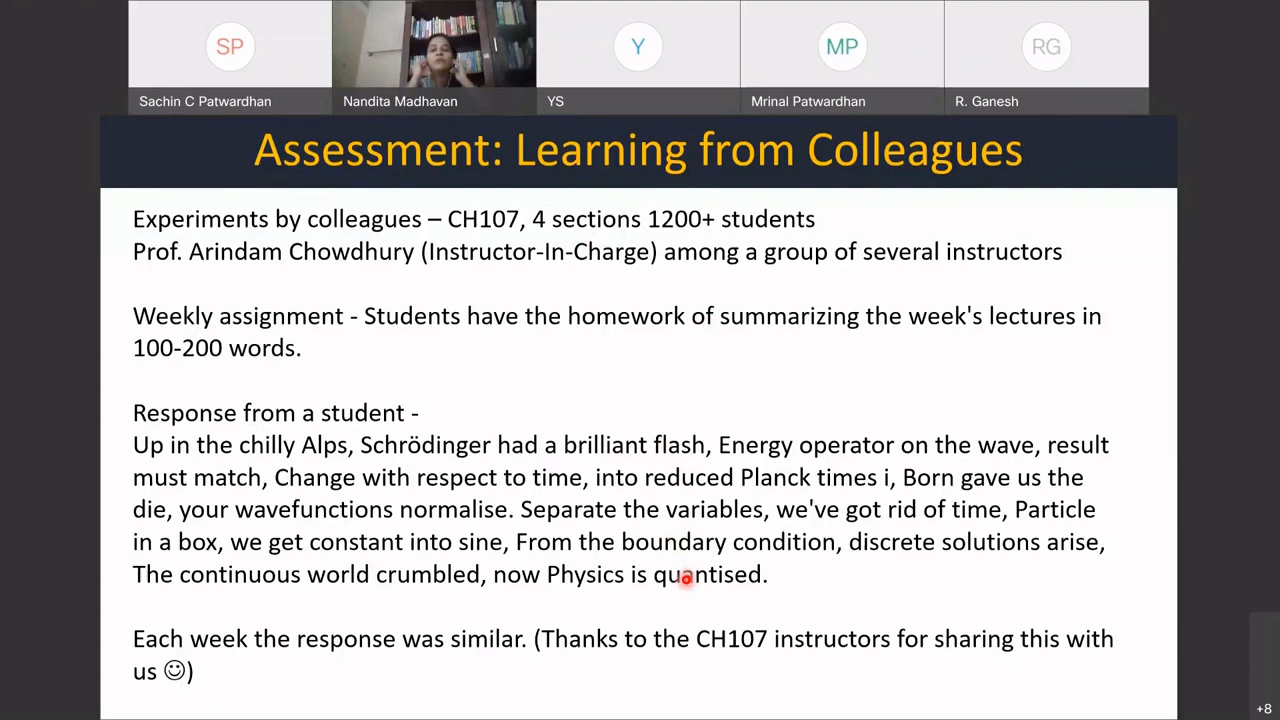 SP
Y
MP
RG
Sachin C Patwardhan
Nandita Madhavan
YS
Mrinal Patwardhan
R. Ganesh
Assessment: Learning from Colleagues
Experiments by colleagues – CH107, 4 sections 1200+ students
Prof. Arindam Chowdhury (Instructor-In-Charge) among a group of several instructors
Weekly assignment - Students have the homework of summarizing the week's lectures in
100-200 words.
Response from a student -
Up in the chilly Alps, Schrödinger had a brilliant flash, Energy operator on the wave, result
must match, Change with respect to time, into reduced Planck times i, Born gave us the
die, your wavefunctions normalise. Separate the variables, we've got rid of time, Particle
in a box, we get constant into sine, From the boundary condition, discrete solutions arise,
The continuous world crumbled, now Physics is quantised.
Each week the response was similar. (Thanks to the CH107 instructors for sharing this with
us ☺)
+8